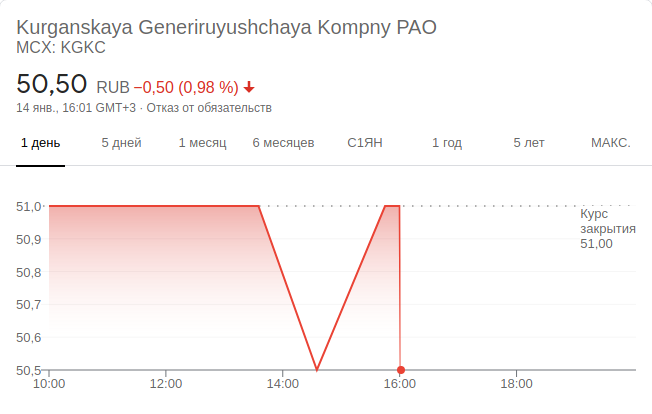 Kurganskaya Generiruyushchaya Kompny PAO
MCX: KGKC
50,50 RUB −0,50 (0,98 %)
14 янв., 16:01 GMT+3 · Отказ от обязательств
1 день 5 дней 1 месяц 6 месяцев С1ЯН 1 год 5 лет МАКС.
51,0
50,9
50,8
50,7
50,6
50,5
Курс
закрытия
51,00
10:00 12:00 14:00 16:00 18:00